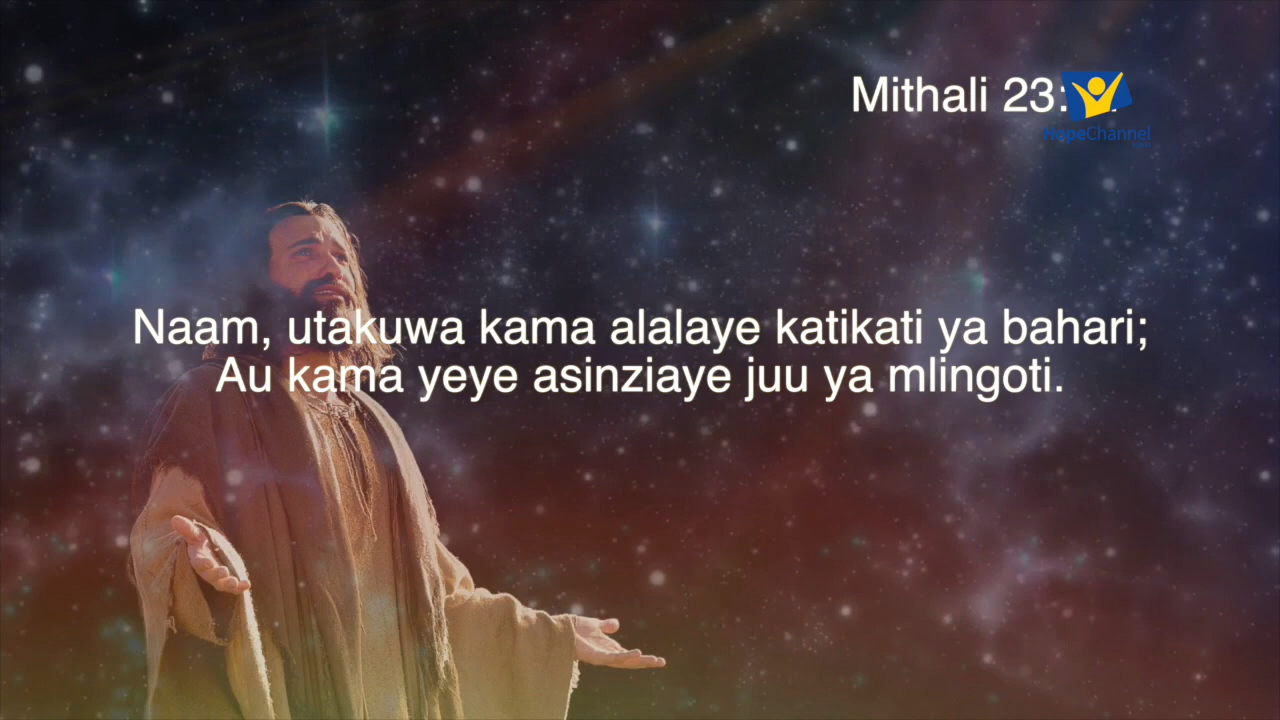 Mithali 23:
HopeChannel
Naam, utakuwa kama alalaye katikati ya bahari;
Au kama yeye asinziaye juu ya mlingoti.